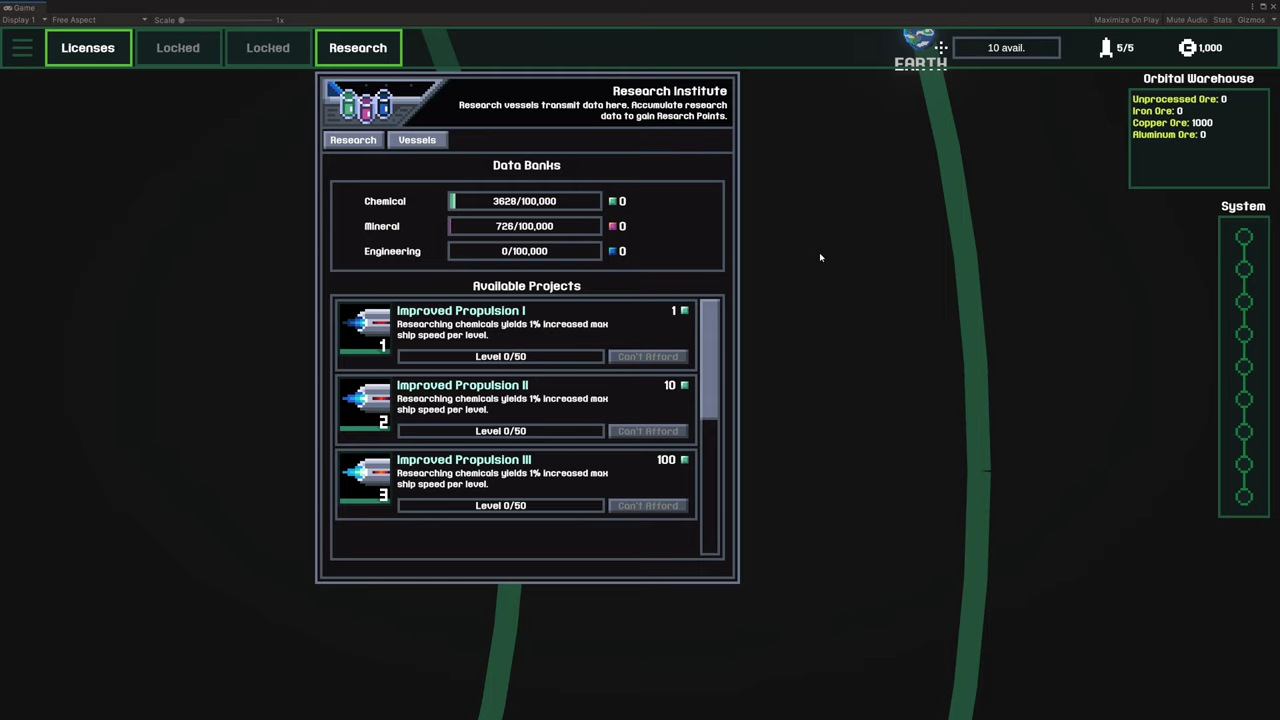 Game
Display 1
Free Aspect
Scale
1x
Maximize On Play
Mute Audio
Stats
Gizmos
Licenses
Locked
Locked
Research
EARTH
10 avail.
5/5
1,000
Research Institute
Research vessels transmit data here. Accumulate research
data to gain Resarch Points.
Research
Vessels
Data Banks
Chemical
3628/100,000
0
Mineral
726/100,000
0
Engineering
0/100,000
0
Available Projects
Improved Propulsion I
1
Researching chemicals yields 1% increased max
ship speed per level.
1
Level 0/50
Can't Afford
Improved Propulsion II
10
Researching chemicals yields 1% increased max
ship speed per level.
2
Level 0/50
Can't Afford
Improved Propulsion III
100
Researching chemicals yields 1% increased max
ship speed per level.
3
Level 0/50
Can't Afford
Orbital Warehouse
Unprocessed Ore: 0
Iron Ore: 0
Copper Ore: 1000
Aluminum Ore: 0
System